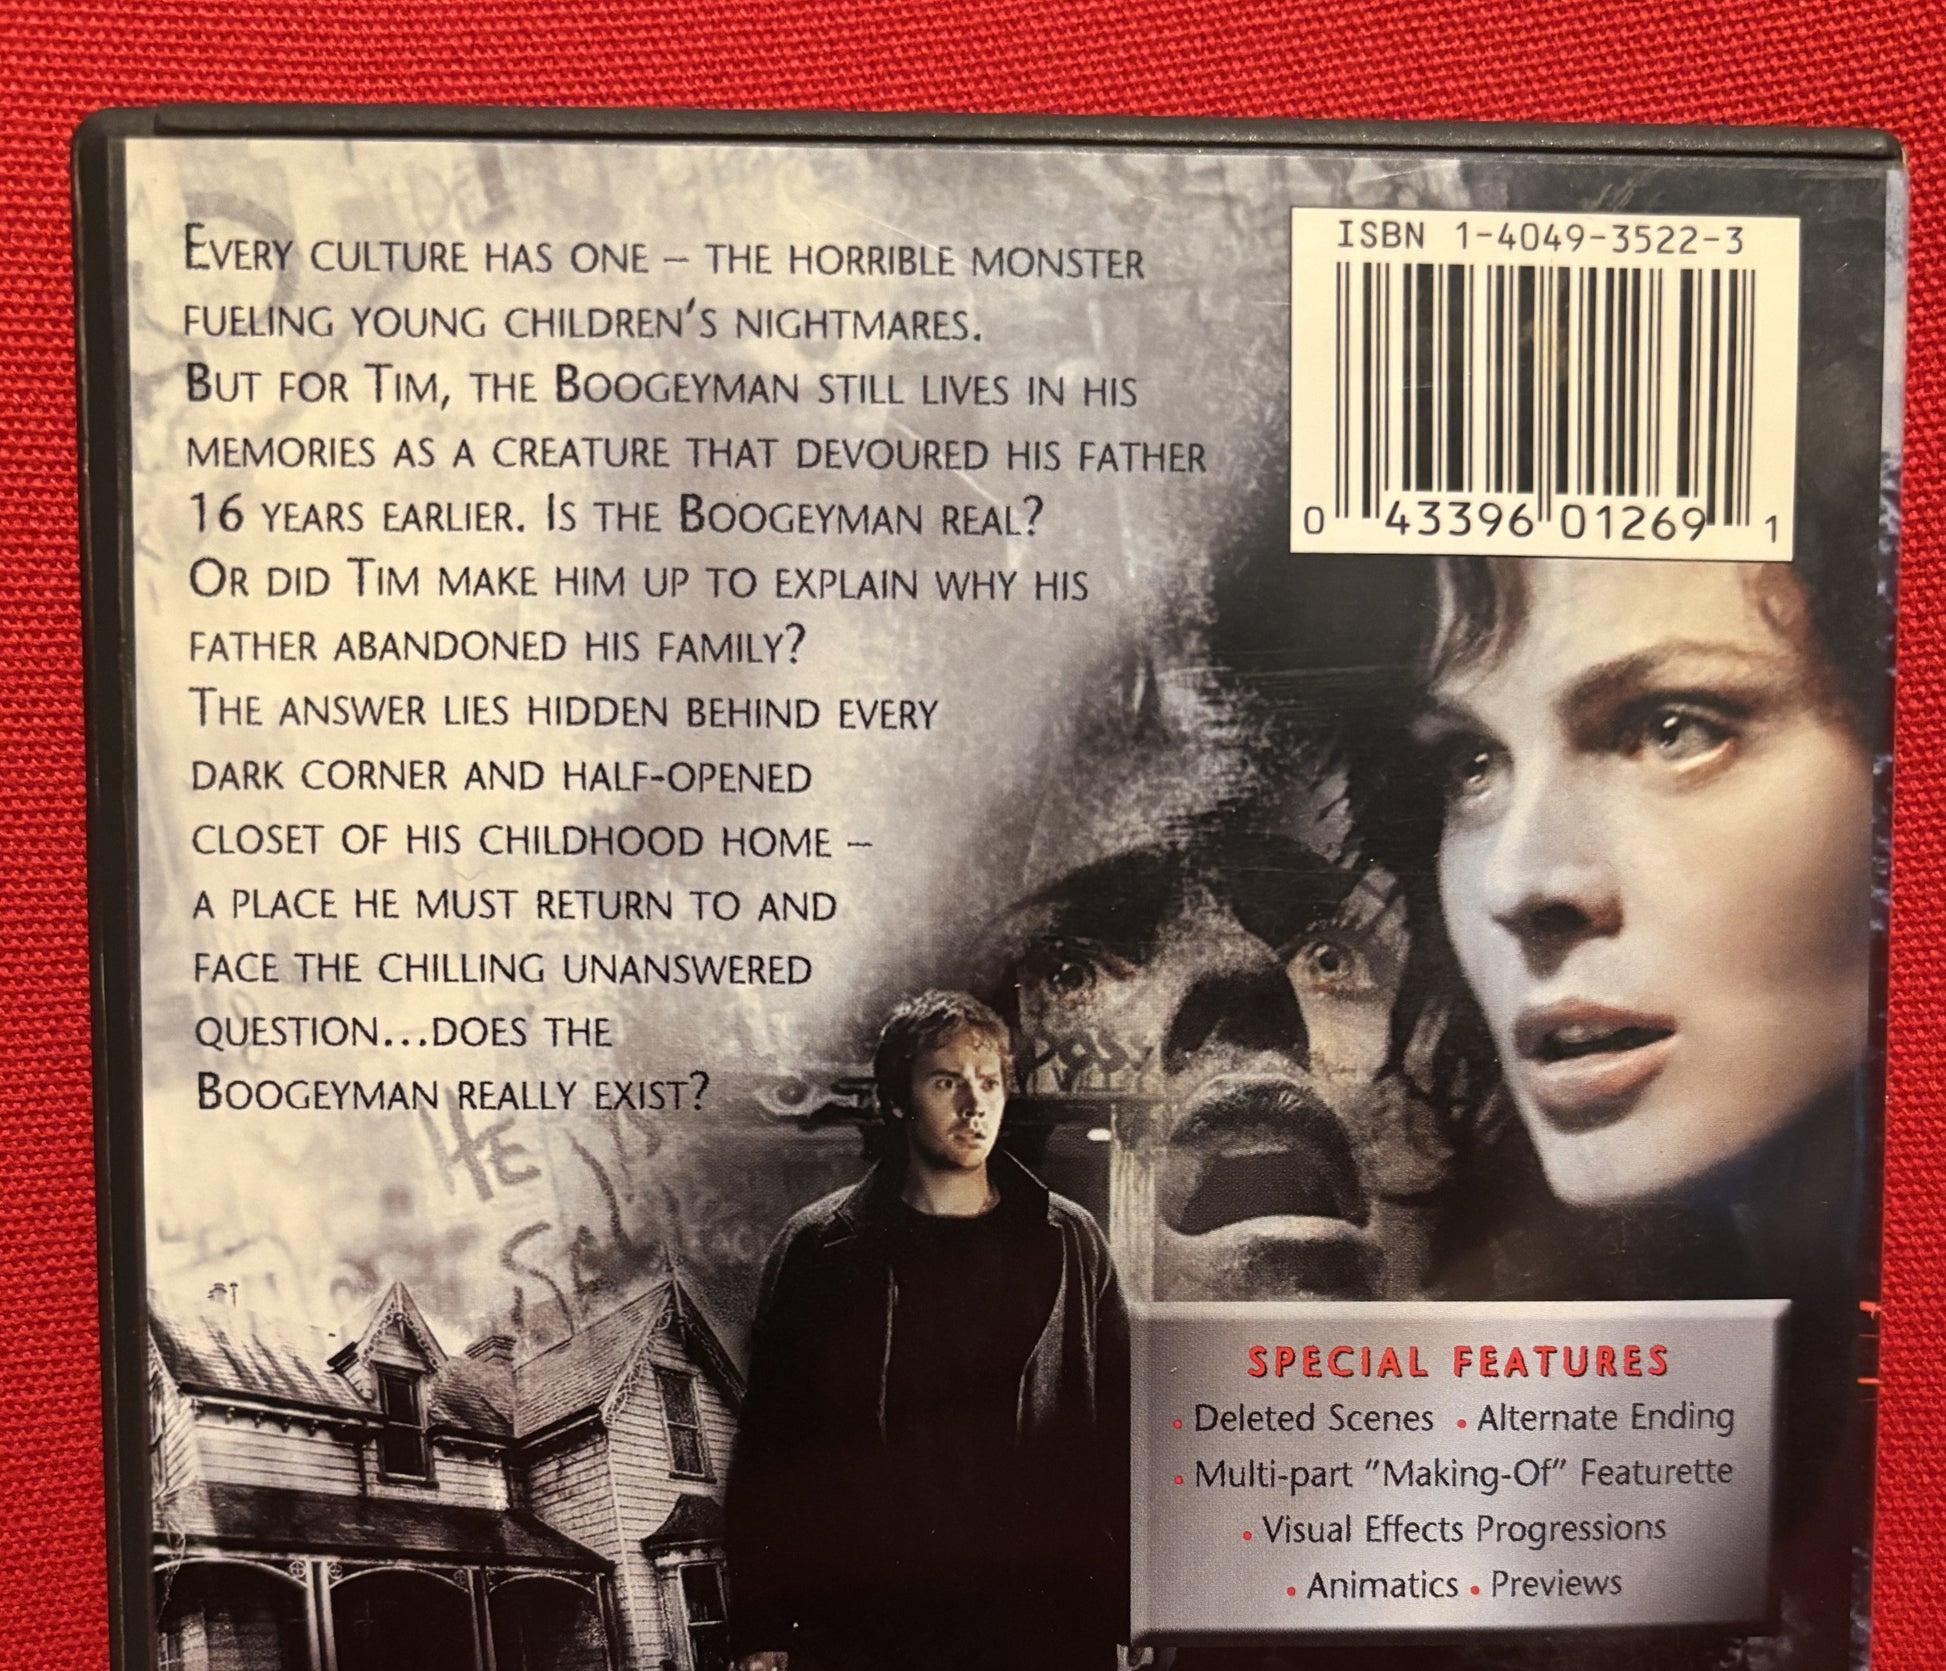 EVERY CULTURE HAS ONE – THE HORRIBLE MONSTER
FUELING YOUNG CHILDREN'S NIGHTMARES.
BUT FOR TIM, THE BOOGEYMAN STILL LIVES IN HIS
MEMORIES AS A CREATURE THAT DEVOURED HIS FATHER
16 YEARS EARLIER. IS THE BOOGEYMAN REAL?
OR DID TIM MAKE HIM UP TO EXPLAIN WHY HIS
FATHER ABANDONED HIS FAMILY?
THE ANSWER LIES HIDDEN BEHIND EVERY
DARK CORNER AND HALF-OPENED
CLOSET OF HIS CHILDHOOD HOME –
A PLACE HE MUST RETURN TO AND
FACE THE CHILLING UNANSWERED
QUESTION...DOES THE
BOOGEYMAN REALLY EXIST?
ISBN 1-4049-3522-3
0 43396 01269 1
HE
SPECIAL FEATURES
• Deleted Scenes • Alternate Ending
• Multi-part "Making-Of" Featurette
• Visual Effects Progressions
• Animatics • Previews